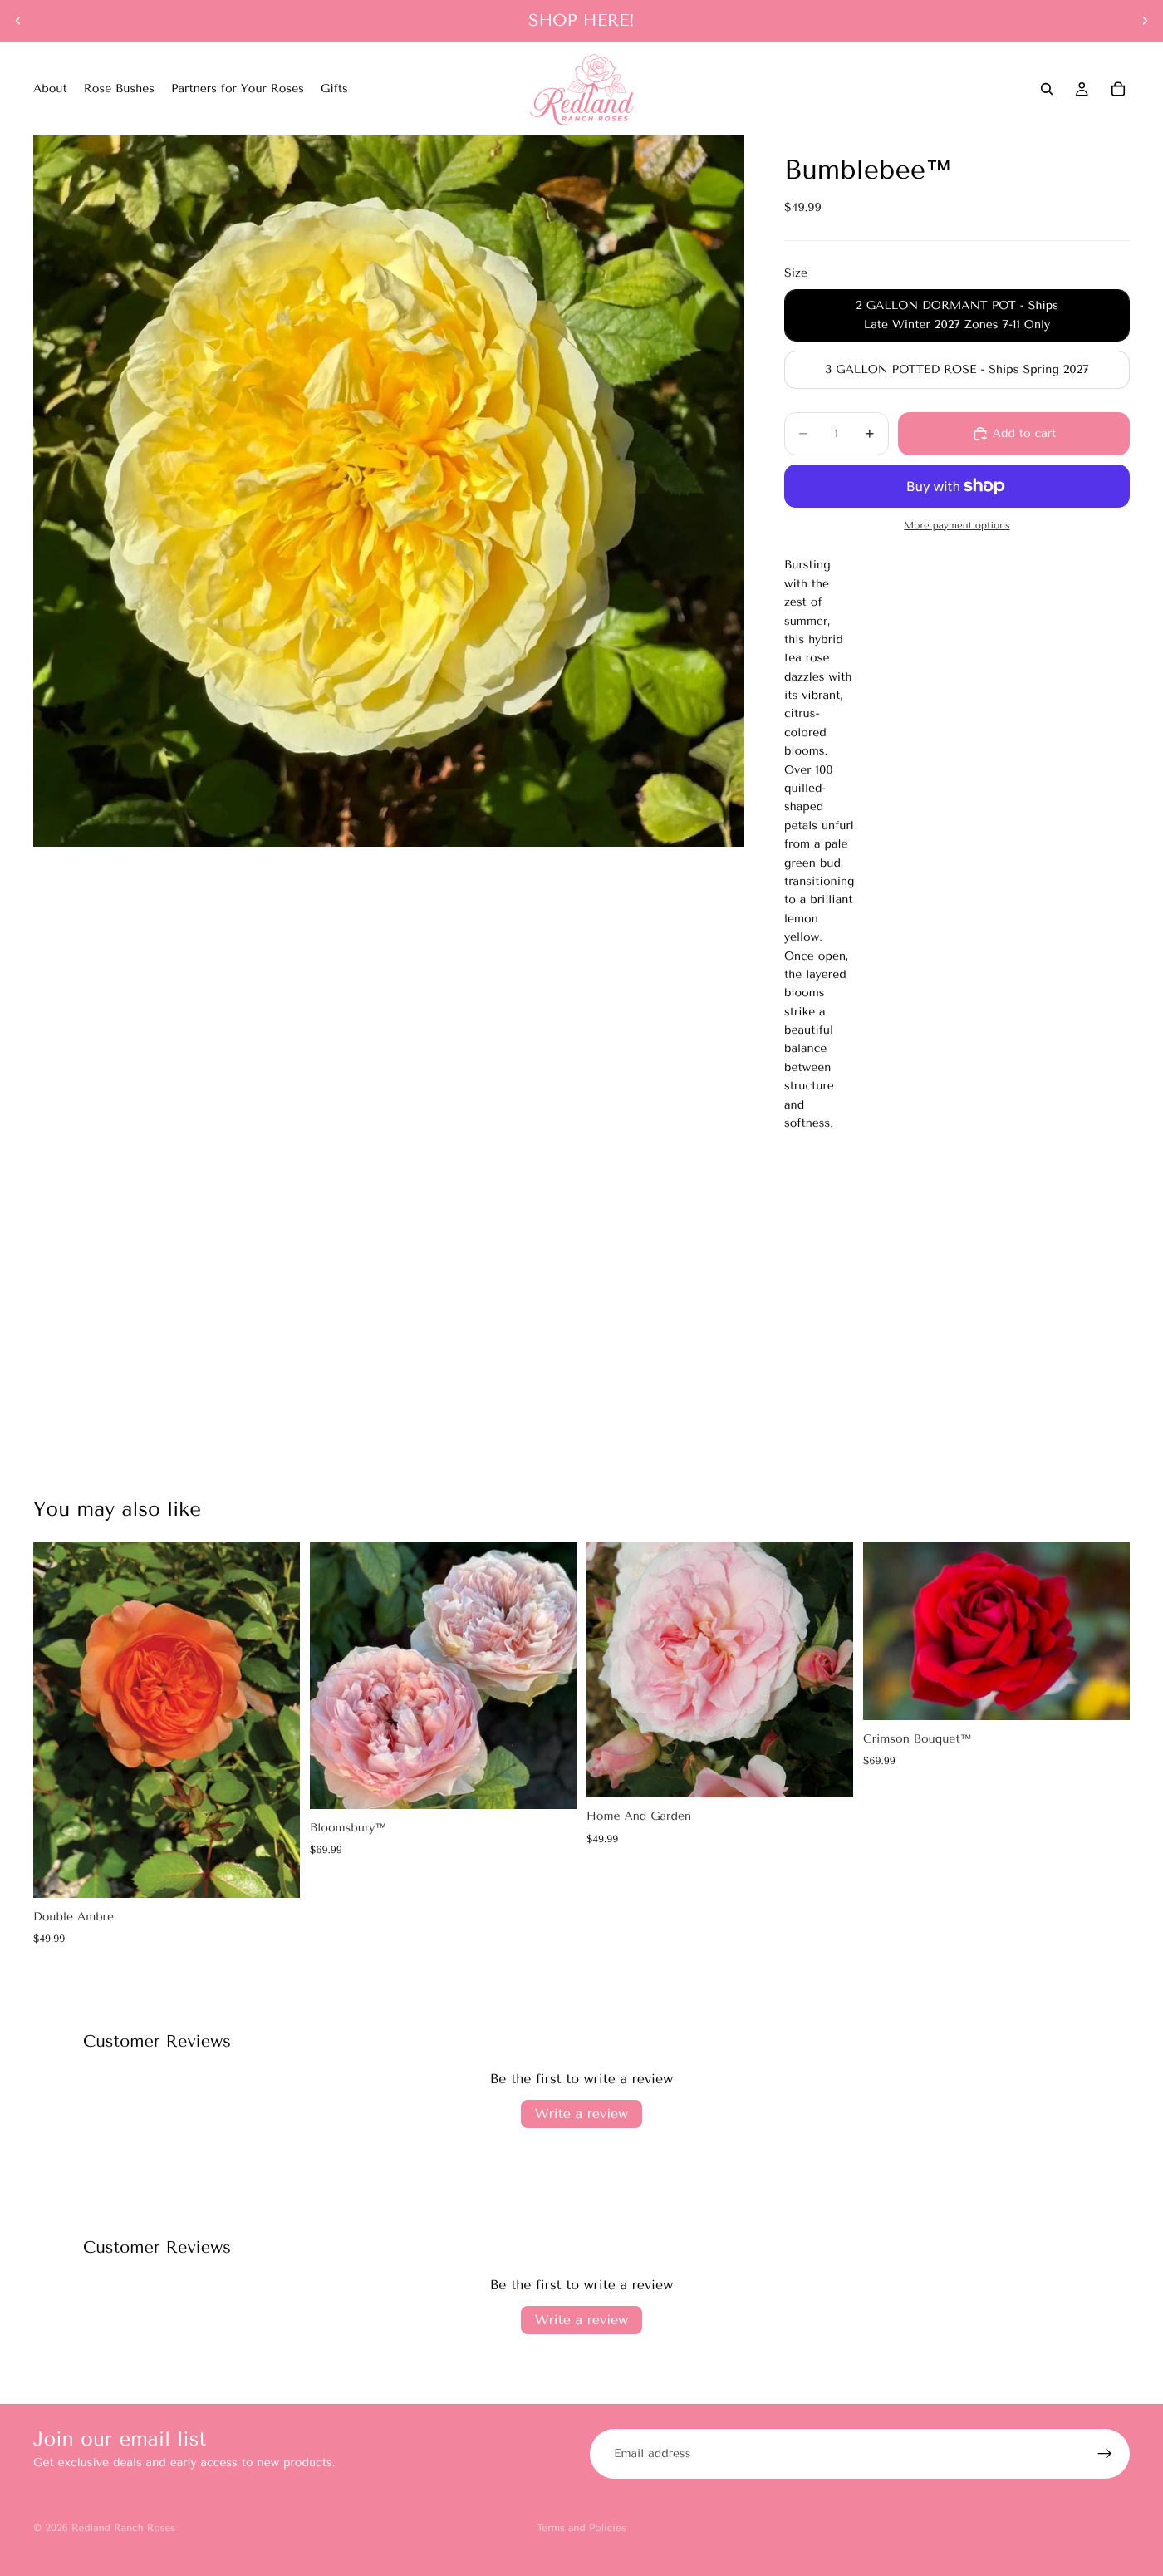 SHOP HERE!
About
Rose Bushes
Partners for Your Roses
Gifts
Redland
RANCH ROSES
Bumblebee™
$49.99
Size
2 GALLON DORMANT POT - Ships
Late Winter 2027 Zones 7-11 Only
3 GALLON POTTED ROSE - Ships Spring 2027
1
Add to cart
Buy with shop
More payment options
Bursting
with the
zest of
summer,
this hybrid
tea rose
dazzles with
its vibrant,
citrus-
colored
blooms.
Over 100
quilled-
shaped
petals unfurl
from a pale
green bud,
transitioning
to a brilliant
lemon
yellow.
Once open,
the layered
blooms
strike a
beautiful
balance
between
structure
and
softness.
You may also like
Double Ambre
$49.99
Bloomsbury™
$69.99
Home And Garden
$49.99
Crimson Bouquet™
$69.99
Customer Reviews
Be the first to write a review
Write a review
Customer Reviews
Be the first to write a review
Write a review
Join our email list
Get exclusive deals and early access to new products.
Email address
© 2026 Redland Ranch Roses
Terms and Policies